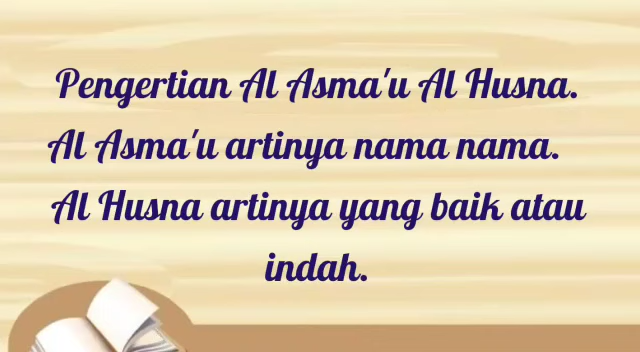 Pengertian Al Asma'u Al Husna.
Al Asma'u artinya nama nama.
Al Husna artinya yang baik atau
indah.